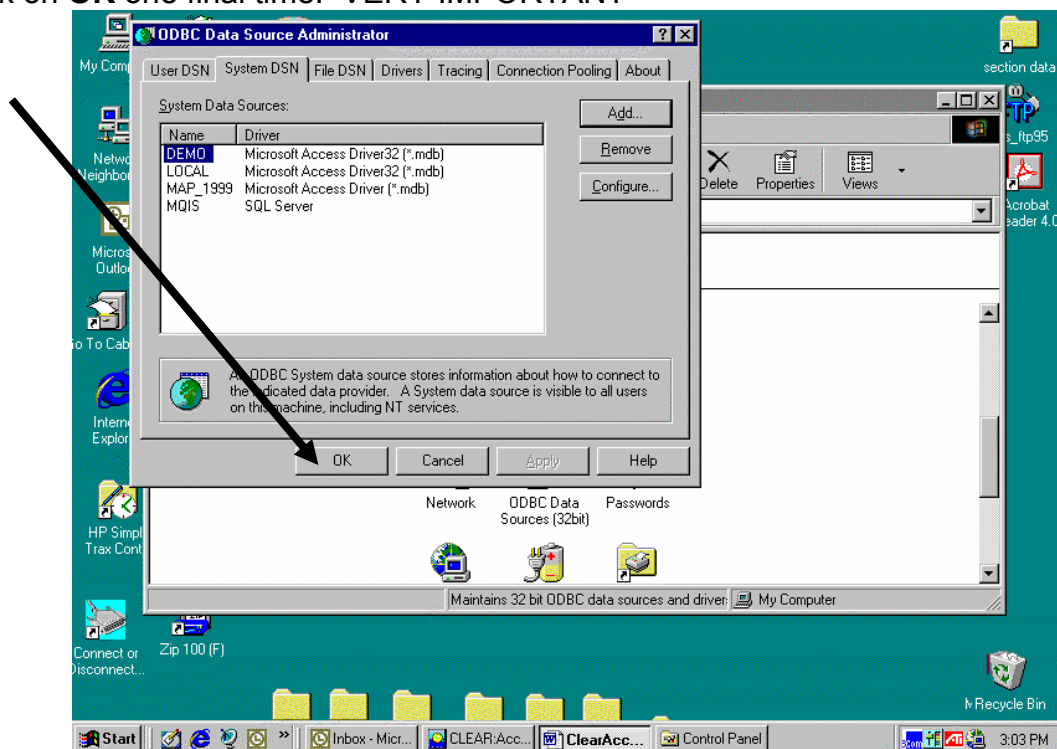 on OK one final time! VERY IMPORTANT
ODBC Data Source Administrator
My Com
section data
User DSN System DSN File DSN Drivers Tracing Connection Pooling About
System Data Sources:
Add...
Name Driver
DEMO Microsoft Access Driver32 (*.mdb)
LOCAL Microsoft Access Driver32 (*.mdb)
MAP_1999 Microsoft Access Driver (*.mdb)
MQIS SQL Server
Remove
Configure...
s_ftp95
Netwo
Neighbor
Delete Properties Views
Acrobat
eader 4.0
Micros
Outlo
o To Cab
An ODBC System data source stores information about how to connect to
the indicated data provider. A System data source is visible to all users
on this machine, including NT services.
Intern
Explor
OK Cancel Apply Help
Network ODBC Data Passwords
Sources (32bit)
HP Simpl
Trax Cont
Maintains 32 bit ODBC data sources and driver: My Computer
Connect or
Disconnect...
Zip 100 (F)
Recycle Bin
Start » Inbox - Micr... CLEAR:Acc... ClearAcc... Control Panel 3:03 PM